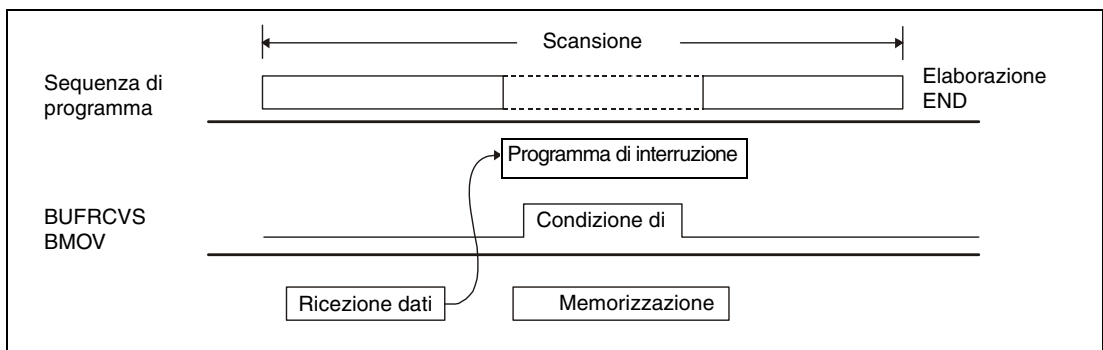 Scansione
Sequenza di
programma
Elaborazione
END
Programma di interruzione
BUFRCVS
BMOV
Condizione di
Ricezione dati
Memorizzazione